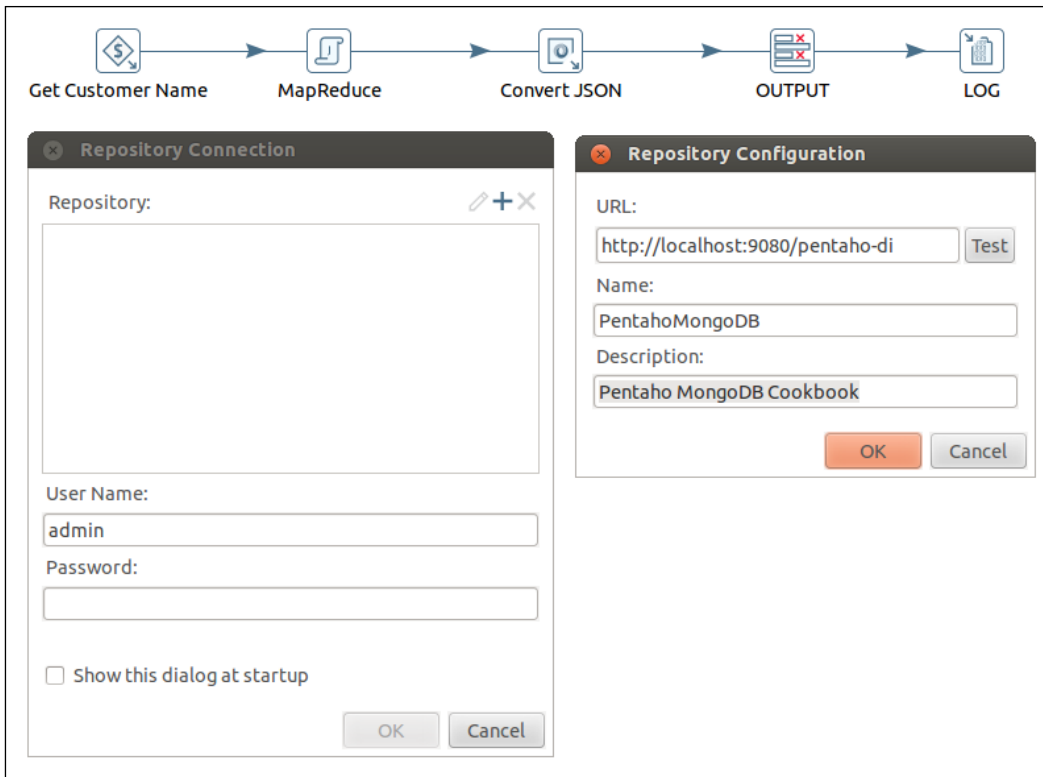 Get Customer Name MapReduce Convert JSON OUTPUT LOG
Repository Connection
Repository:
User Name:
admin
Password:
Show this dialog at startup
OK Cancel
Repository Configuration
URL:
http://localhost:9080/pentaho-di Test
Name:
PentahoMongoDB
Description:
Pentaho MongoDB Cookbook
OK Cancel